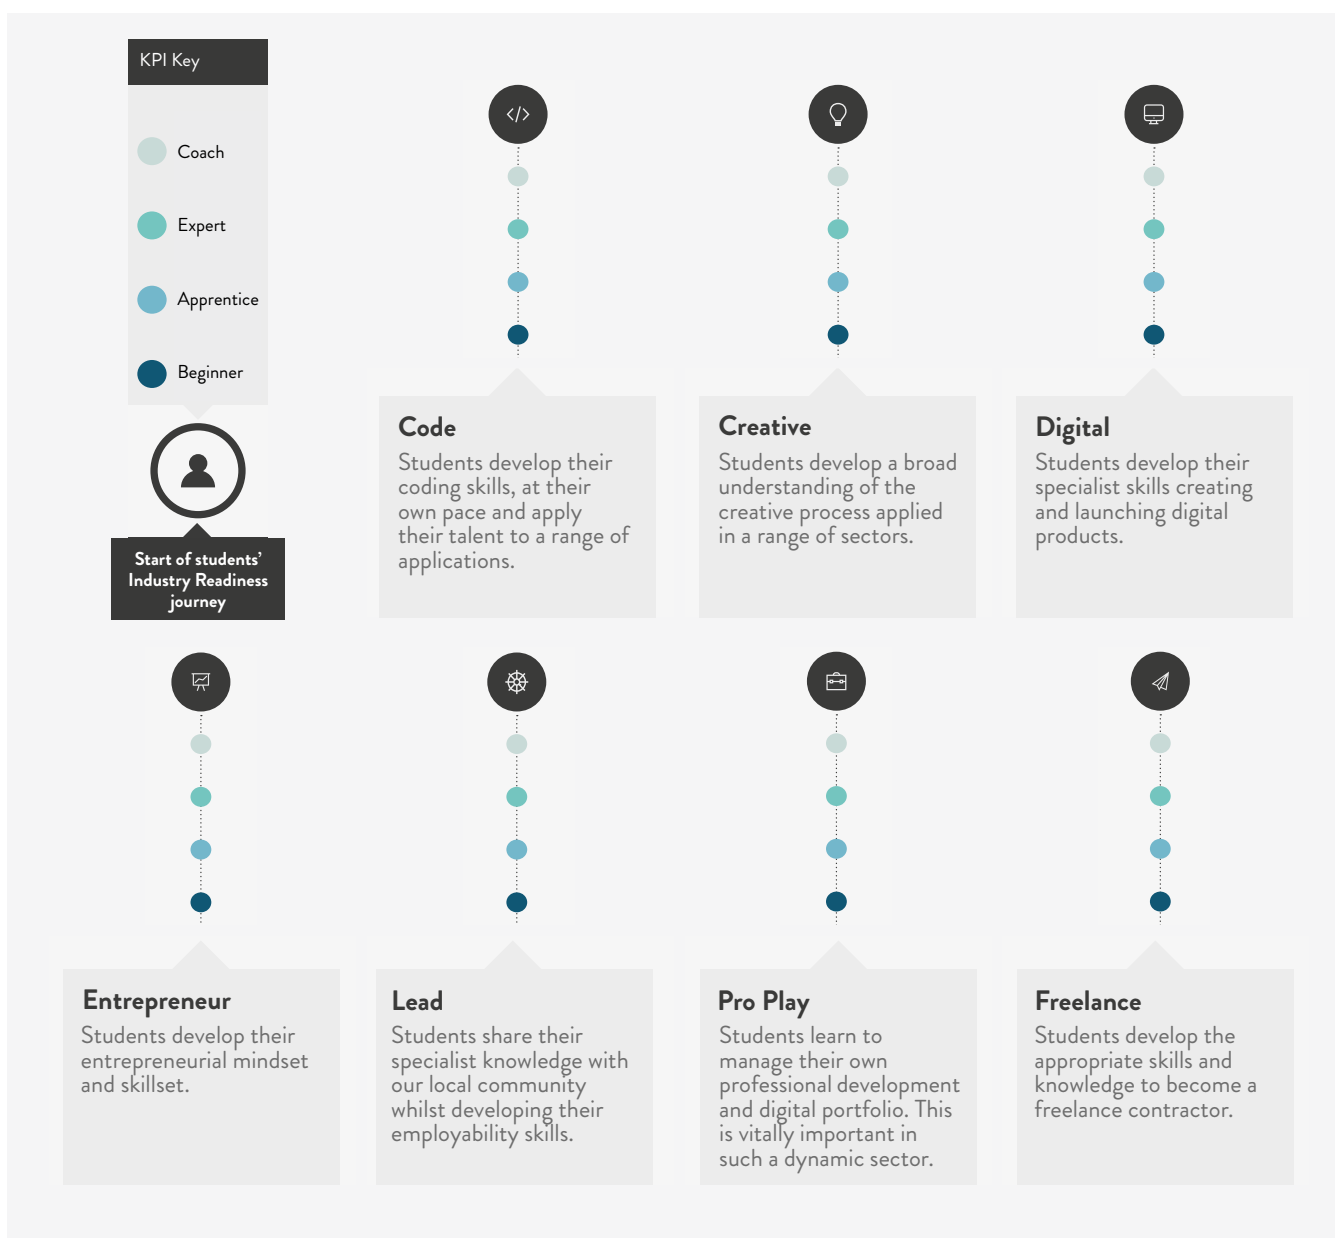 KPI Key
Coach
Expert
Apprentice
Beginner
Start of students’
Industry Readiness
journey
Code
Students develop their
coding skills, at their
own pace and apply
their talent to a range of
applications.
Creative
Students develop a broad
understanding of the
creative process applied
in a range of sectors.
Digital
Students develop their
specialist skills creating
and launching digital
products.
Entrepreneur
Students develop their
entrepreneurial mindset
and skillset.
Lead
Students share their
specialist knowledge with
our local community
whilst developing their
employability skills.
Pro Play
Students learn to
manage their own
professional development
and digital portfolio. This
is vitally important in
such a dynamic sector.
Freelance
Students develop the
appropriate skills and
knowledge to become a
freelance contractor.